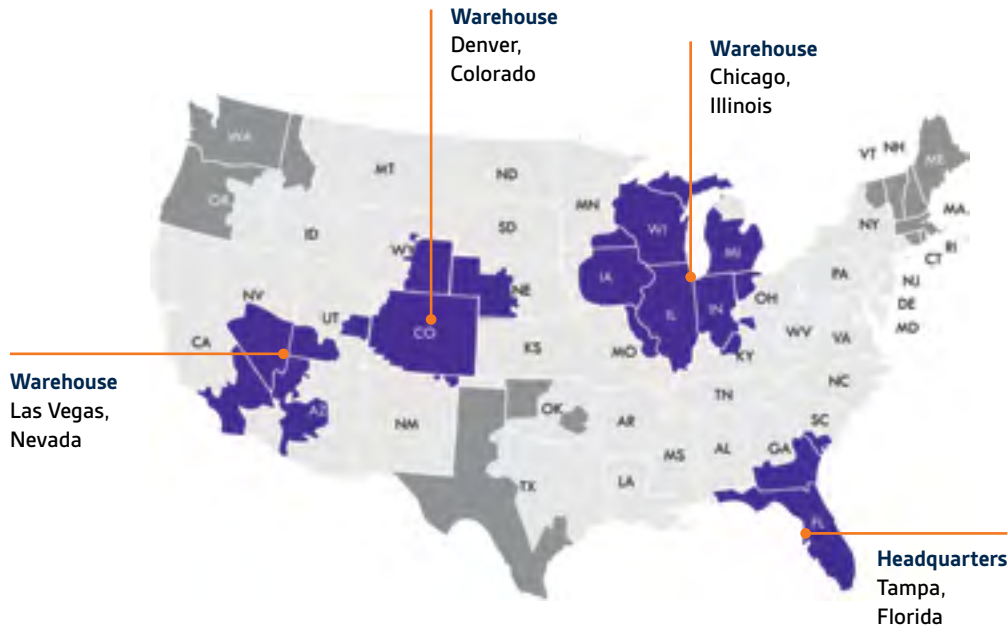 Warehouse
Denver,
Colorado
Warehouse
Chicago,
Illinois
WA
MT
ND
VT
NH
ME
OR
MN
MA
ID
SD
WI
NY
WY
MI
RI
CT
IA
PA
NV
NE
NJ
OH
UT
IL
IN
DE
CO
WV
MD
CA
VA
KS
MO
KY
Warehouse
Las Vegas,
Nevada
NC
TN
AZ
OK
NM
AR
SC
GA
AL
MS
TX
LA
FL
Headquarters
Tampa,
Florida